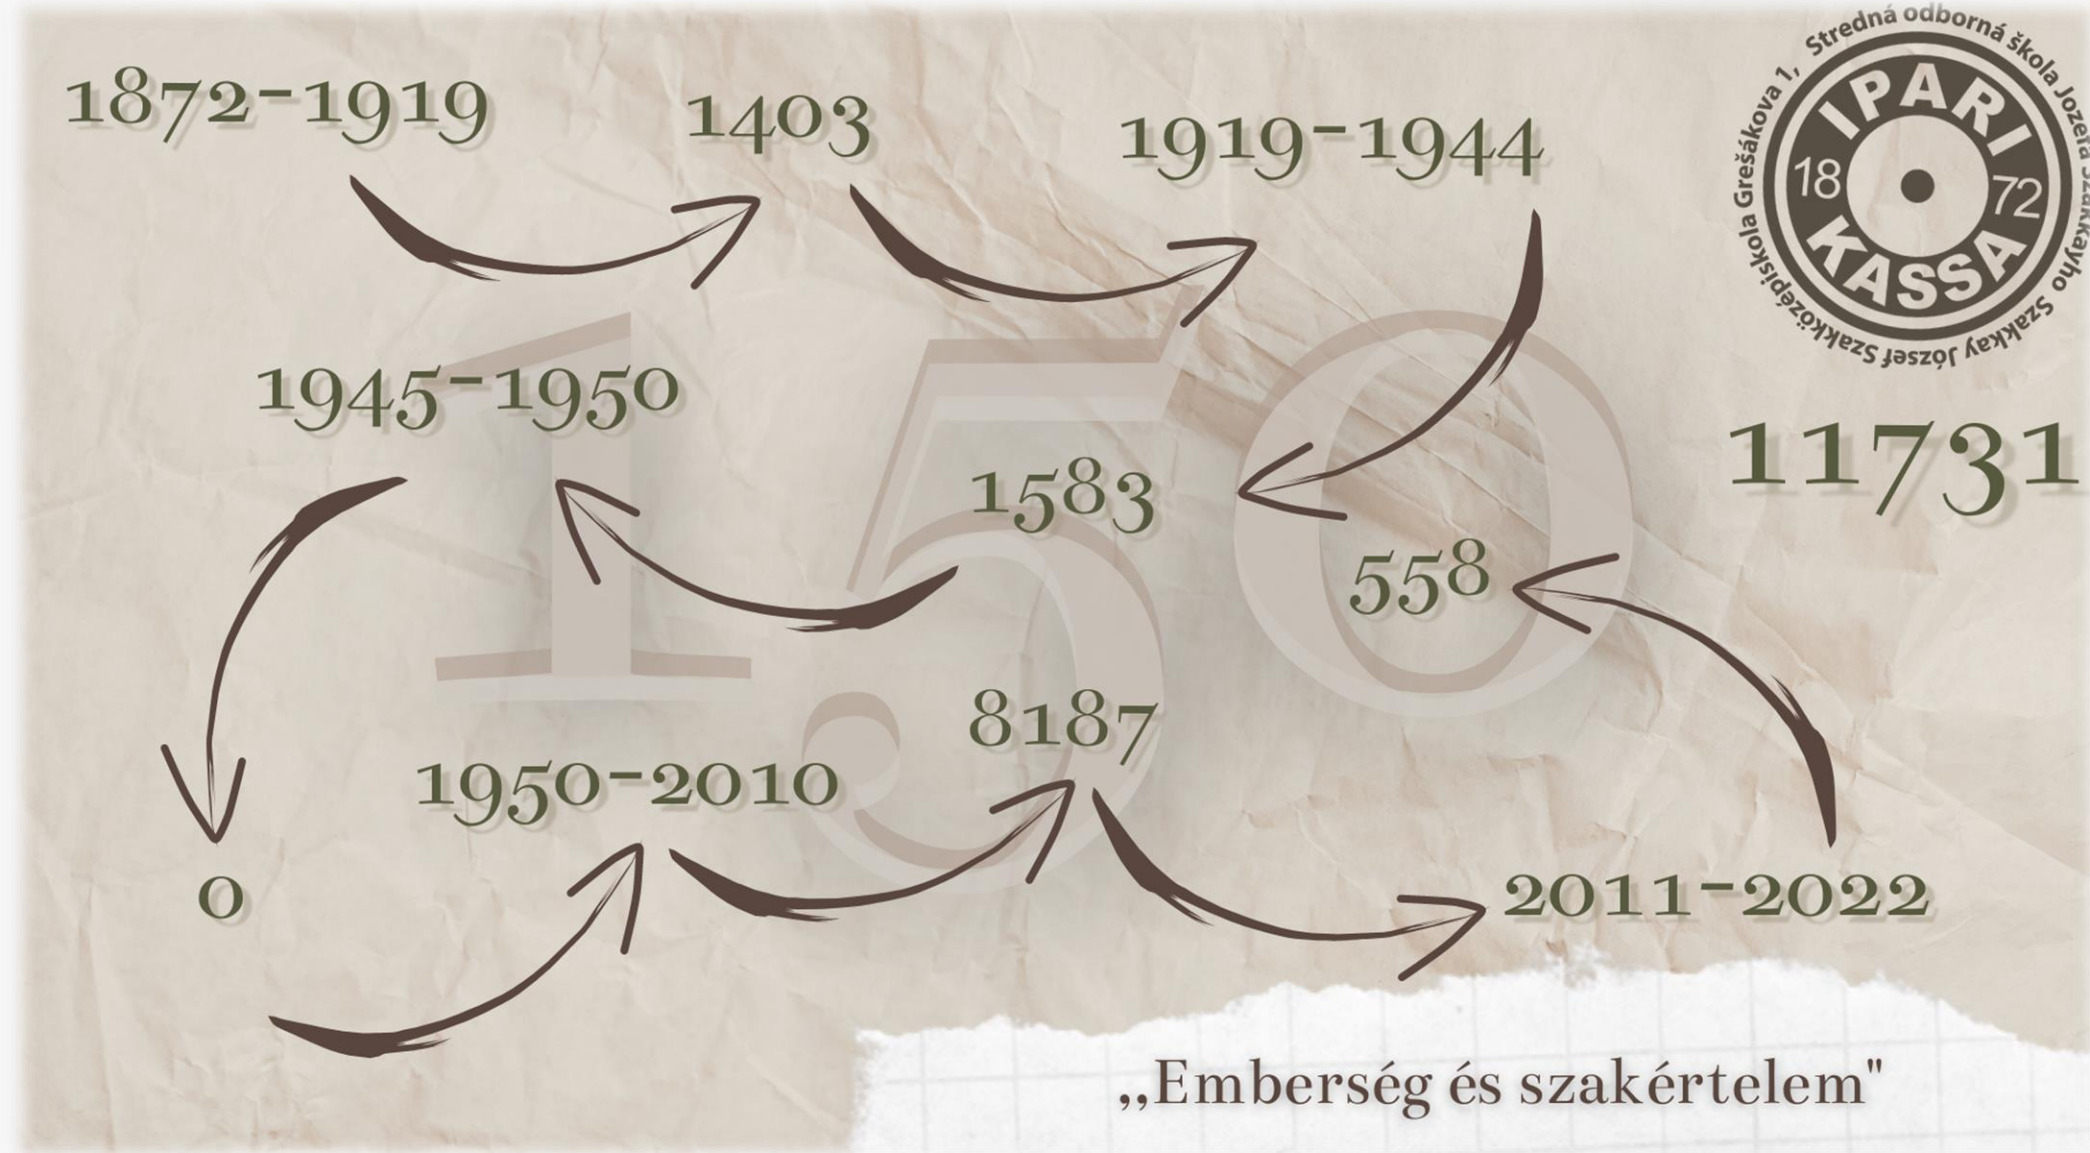 1872-1919
1403
1919-1944
1583
1945-1950
0
1950-2010
8187
2011-2022
558
11731
150
Stredná odborná škola Jozefa Szakkayho
Szakkay József Szakközépiskola Grešákova 1,
IPARI
18 72
KASSA
,,Emberség és szakértelem"